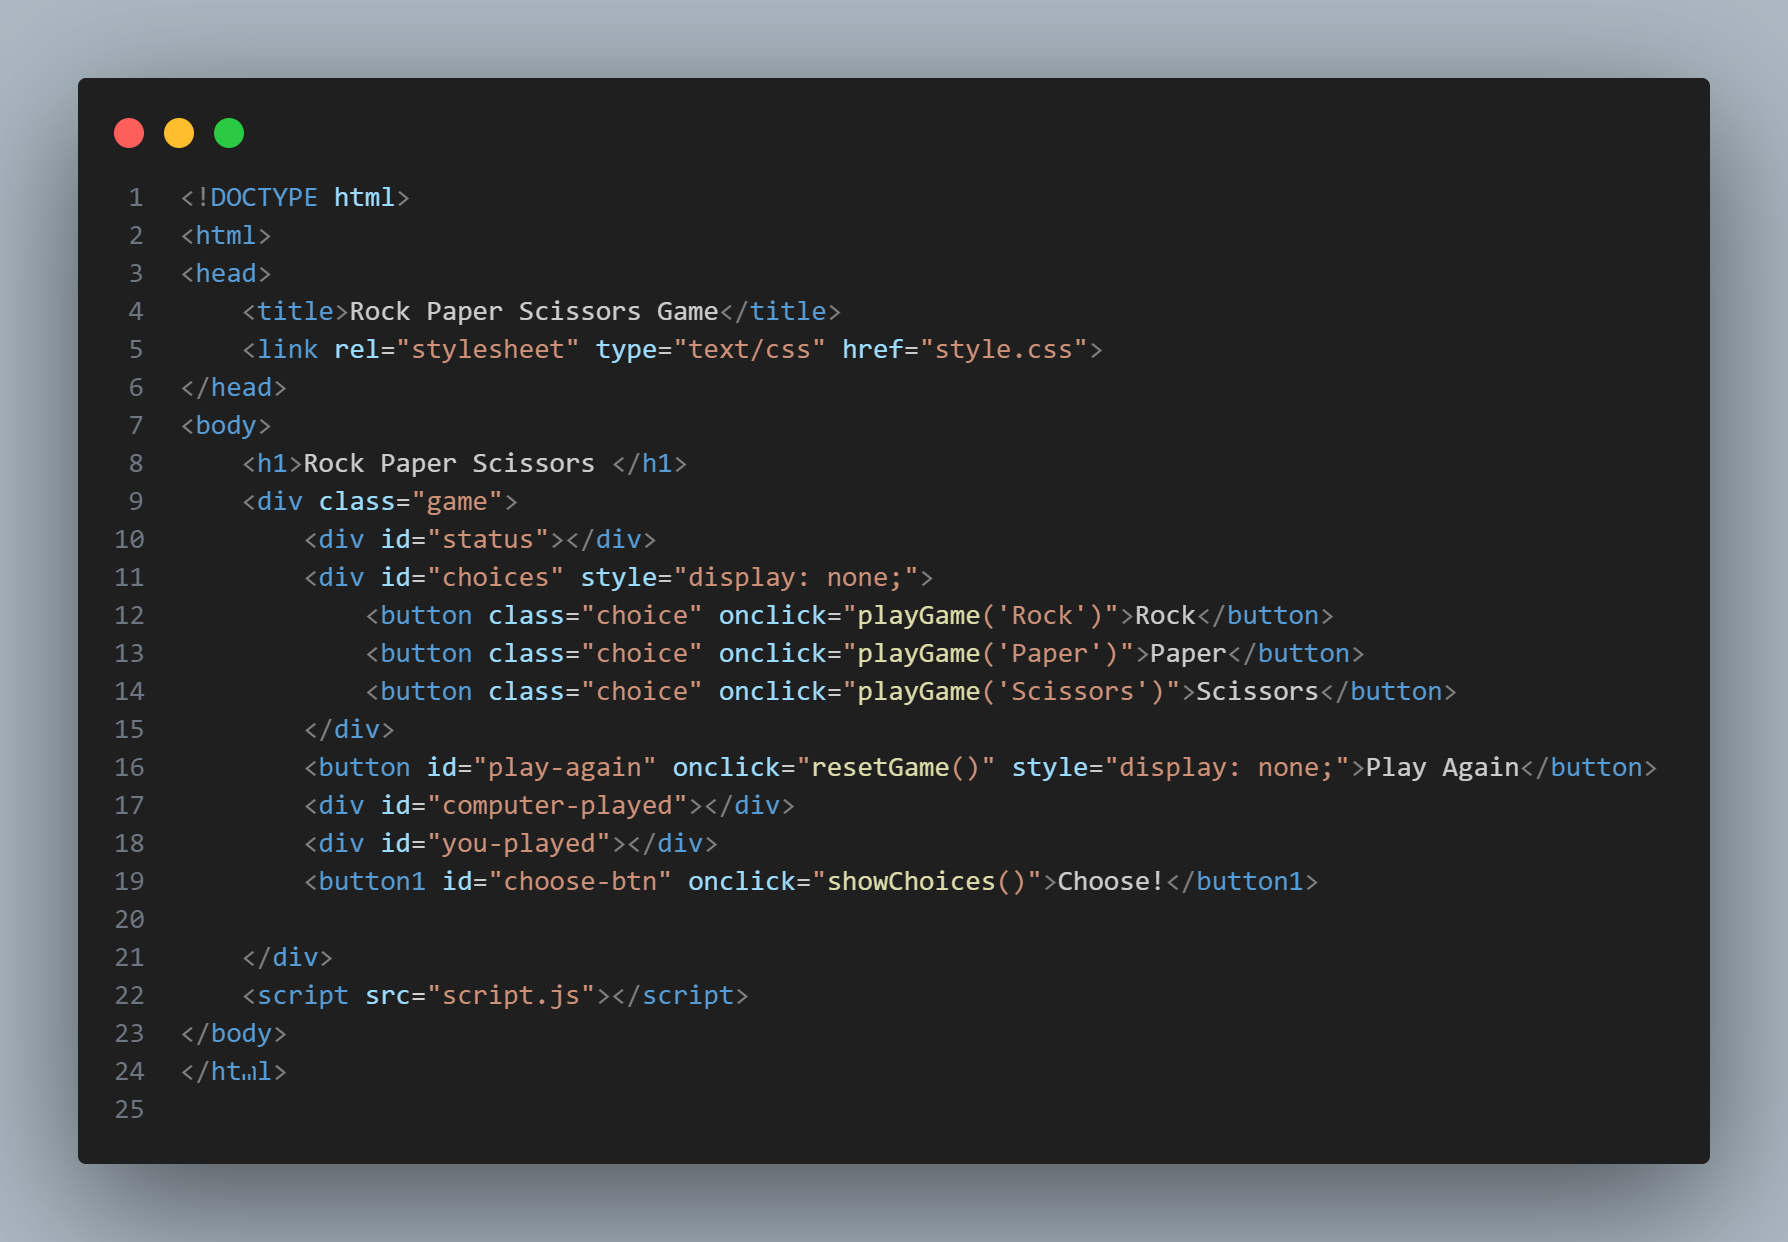 1 <!DOCTYPE html>
2 <html>
3 <head>
4     <title>Rock Paper Scissors Game</title>
5     <link rel="stylesheet" type="text/css" href="style.css">
6 </head>
7 <body>
8     <h1>Rock Paper Scissors </h1>
9     <div class="game">
10         <div id="status"></div>
11         <div id="choices" style="display: none;">
12             <button class="choice" onclick="playGame('Rock')">Rock</button>
13             <button class="choice" onclick="playGame('Paper')">Paper</button>
14             <button class="choice" onclick="playGame('Scissors')">Scissors</button>
15         </div>
16         <button id="play-again" onclick="resetGame()" style="display: none;">Play Again</button>
17         <div id="computer-played"></div>
18         <div id="you-played"></div>
19         <button1 id="choose-btn" onclick="showChoices()">Choose!</button1>
20
21     </div>
22     <script src="script.js"></script>
23 </body>
24 </html>
25